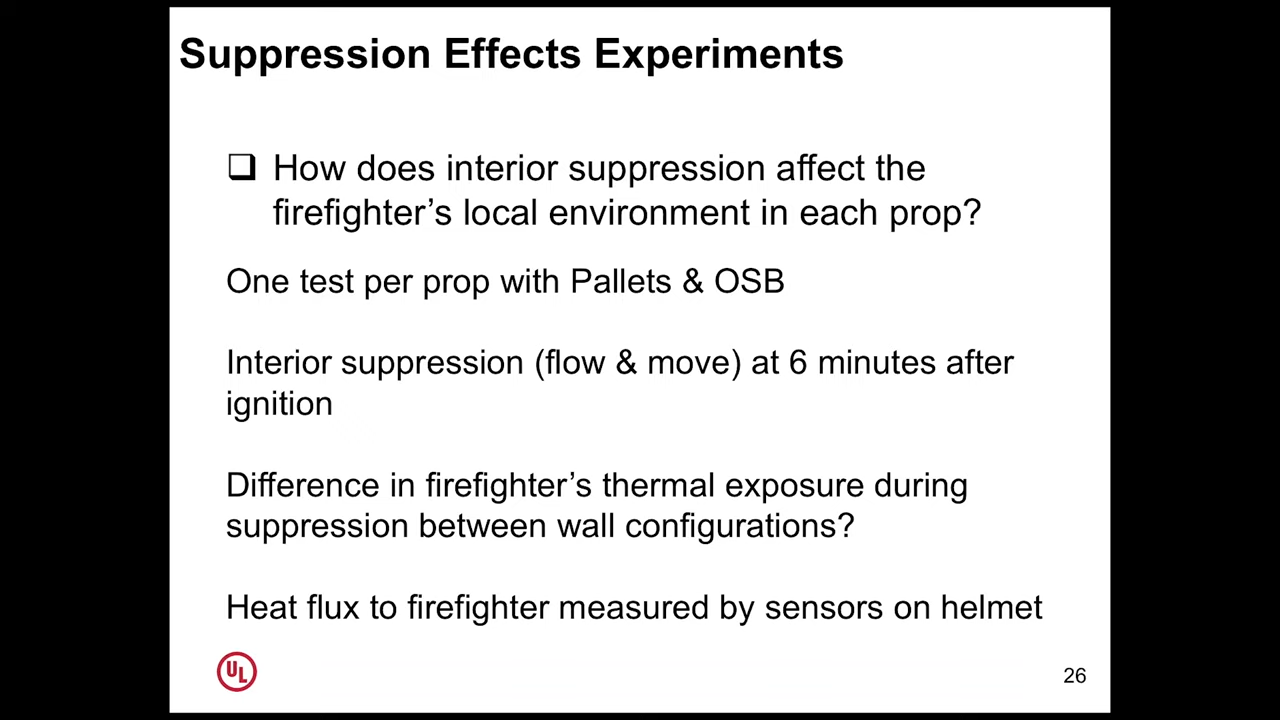 Suppression Effects Experiments
❑ How does interior suppression affect the
firefighter's local environment in each prop?
One test per prop with Pallets & OSB
Interior suppression (flow & move) at 6 minutes after
ignition
Difference in firefighter's thermal exposure during
suppression between wall configurations?
Heat flux to firefighter measured by sensors on helmet
UL
26